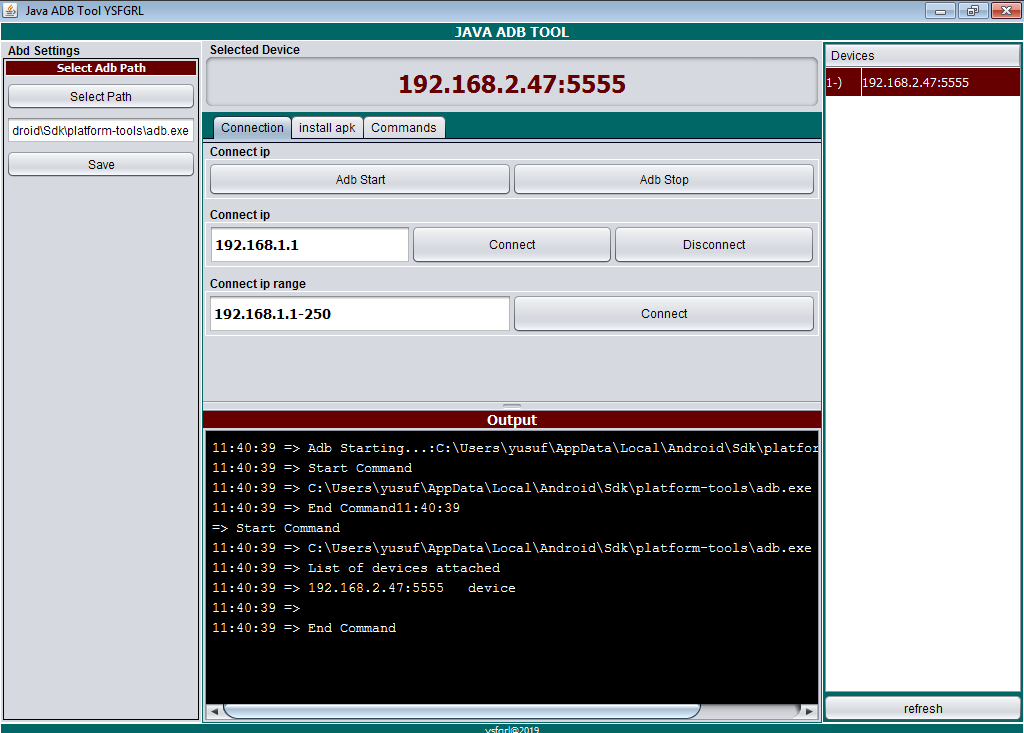 Java ADB Tool YSFGRL
JAVA ADB TOOL
Abd Settings
Select Adb Path
Select Path
droid\Sdk\platform-tools\adb.exe
Save
Selected Device
192.168.2.47:5555
Connection
install apk
Commands
Connect ip
Adb Start
Adb Stop
Connect ip
192.168.1.1
Connect
Disconnect
Connect ip range
192.168.1.1-250
Connect
Output
11:40:39 => Adb Starting...:C:\Users\yusuf\AppData\Local\Android\Sdk\platfor
11:40:39 => Start Command
11:40:39 => C:\Users\yusuf\AppData\Local\Android\Sdk\platform-tools\adb.exe
11:40:39 => End Command11:40:39
=> Start Command
11:40:39 => C:\Users\yusuf\AppData\Local\Android\Sdk\platform-tools\adb.exe
11:40:39 => List of devices attached
11:40:39 => 192.168.2.47:5555   device
11:40:39 =>
11:40:39 => End Command
Devices
1-) 192.168.2.47:5555
refresh
ysfgrl@2019